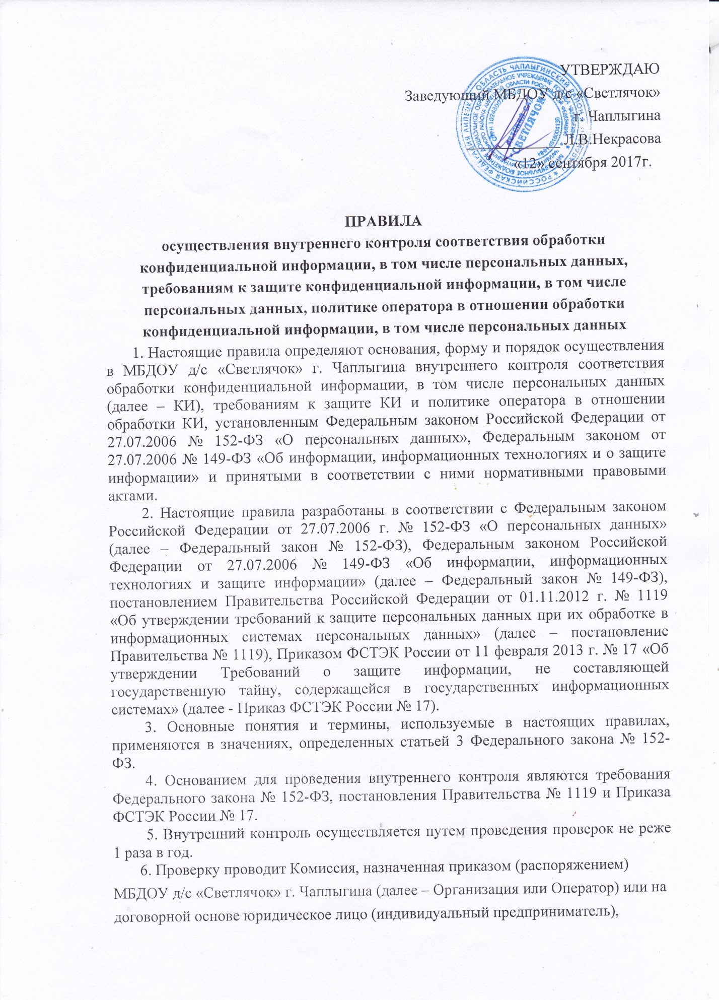 УТВЕРЖДАЮ
Заведующий МБДОУ д/с «Светлячок»
г. Чаплыгина
____________ Л.В.Некрасова
«12» сентября 2017г.
РОССИЙСКАЯ ФЕДЕРАЦИЯ ЛИПЕЦКАЯ ОБЛАСТЬ ЧАПЛЫГИНСКИЙ РАЙОН
ИНН 4818004130
«СВЕТЛЯЧОК»
ПРАВИЛА
осуществления внутреннего контроля соответствия обработки
конфиденциальной информации, в том числе персональных данных,
требованиям к защите конфиденциальной информации, в том числе
персональных данных, политике оператора в отношении обработки
конфиденциальной информации, в том числе персональных данных
1. Настоящие правила определяют основания, форму и порядок осуществления
в МБДОУ д/с «Светлячок» г. Чаплыгина внутреннего контроля соответствия
обработки конфиденциальной информации, в том числе персональных данных
(далее – КИ), требованиям к защите КИ и политике оператора в отношении
обработки КИ, установленным Федеральным законом Российской Федерации от
27.07.2006 № 152-ФЗ «О персональных данных», Федеральным законом от
27.07.2006 № 149-ФЗ «Об информации, информационных технологиях и о защите
информации» и принятыми в соответствии с ними нормативными правовыми
актами.
2. Настоящие правила разработаны в соответствии с Федеральным законом
Российской Федерации от 27.07.2006 г. № 152-ФЗ «О персональных данных»
(далее – Федеральный закон № 152-ФЗ), Федеральным законом Российской
Федерации от 27.07.2006 № 149-ФЗ «Об информации, информационных
технологиях и защите информации» (далее – Федеральный закон № 149-ФЗ),
постановлением Правительства Российской Федерации от 01.11.2012 г. № 1119
«Об утверждении требований к защите персональных данных при их обработке в
информационных системах персональных данных» (далее – постановление
Правительства № 1119), Приказом ФСТЭК России от 11 февраля 2013 г. № 17 «Об
утверждении Требований о защите информации, не составляющей
государственную тайну, содержащейся в государственных информационных
системах» (далее - Приказ ФСТЭК России № 17).
3. Основные понятия и термины, используемые в настоящих правилах,
применяются в значениях, определенных статьей 3 Федерального закона № 152-
ФЗ.
4. Основанием для проведения внутреннего контроля являются требования
Федерального закона № 152-ФЗ, постановления Правительства № 1119 и Приказа
ФСТЭК России № 17.
5. Внутренний контроль осуществляется путем проведения проверок не реже
1 раза в год.
6. Проверку проводит Комиссия, назначенная приказом (распоряжением)
МБДОУ д/с «Светлячок» г. Чаплыгина (далее – Организация или Оператор) или на
договорной основе юридическое лицо (индивидуальный предприниматель),